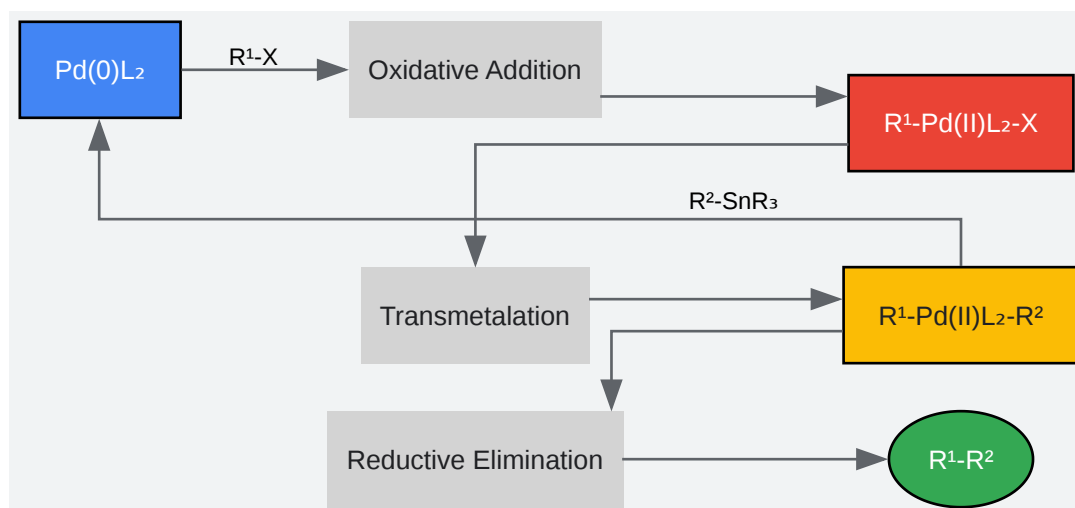 Pd(0)L₂
R¹-X
Oxidative Addition
R¹-Pd(II)L₂-X
R²-SnR₃
Transmetalation
R¹-Pd(II)L₂-R²
Reductive Elimination
R¹-R²